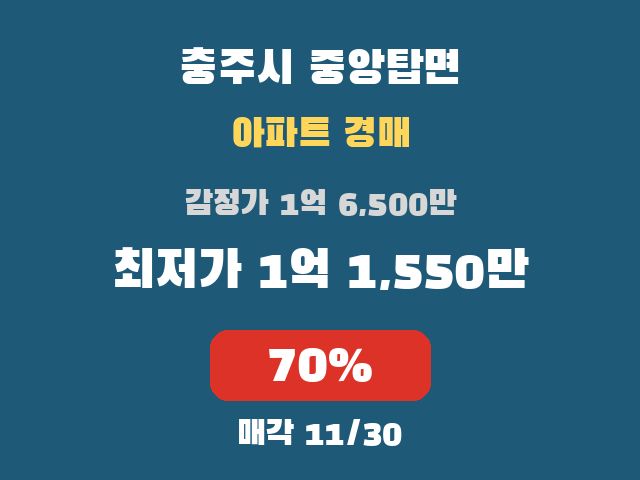 충주시 중앙탑면
아파트 경매
감정가 1억 6,500만
최저가 1억 1,550만
70%
매각 11/30